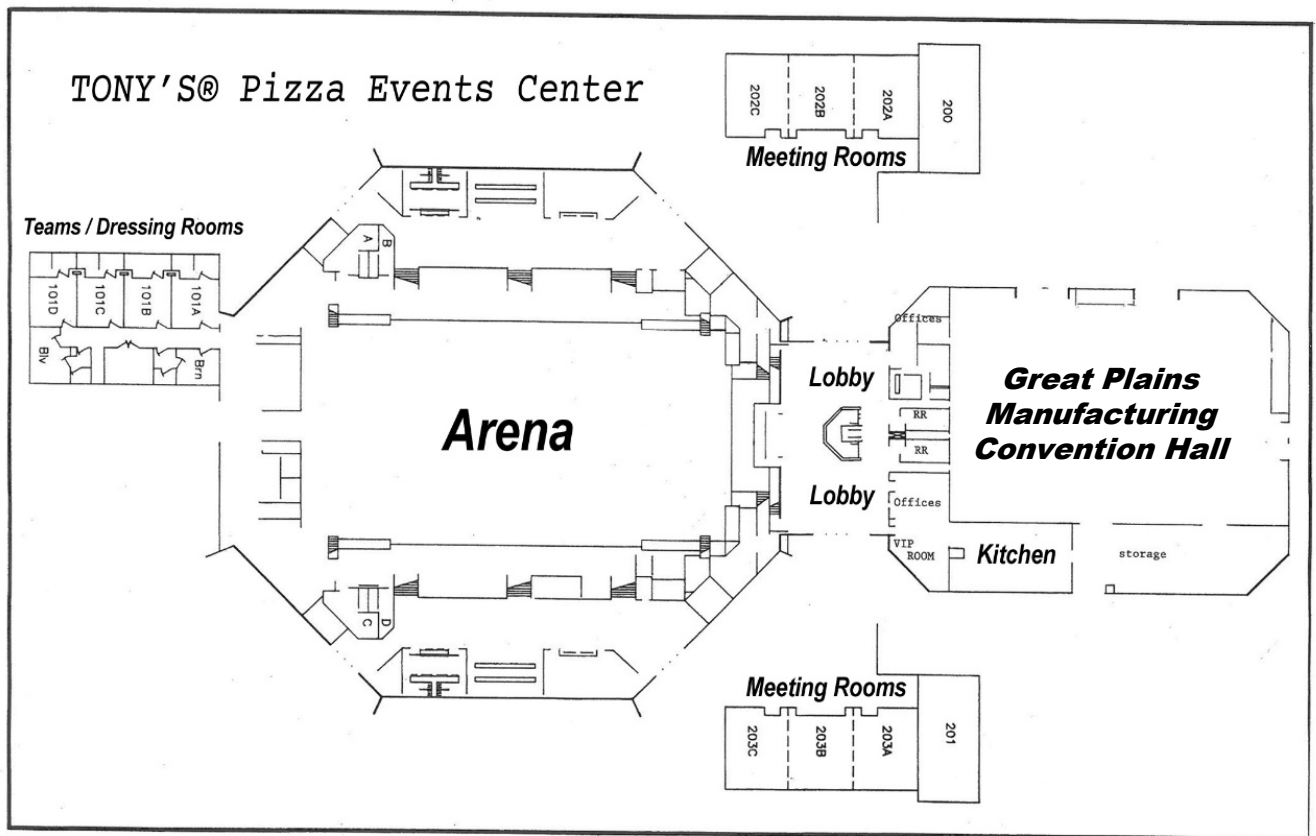 TONY'S® Pizza Events Center
202C
202B
202A
200
Meeting Rooms
Teams / Dressing Rooms
A
B
101D
101C
101B
101A
Blv
Brn
Offices
Lobby
RR
RR
Great Plains
Manufacturing
Convention Hall
Arena
Lobby
Offices
VIP
ROOM
Kitchen
storage
C
D
Meeting Rooms
203C
203B
203A
201